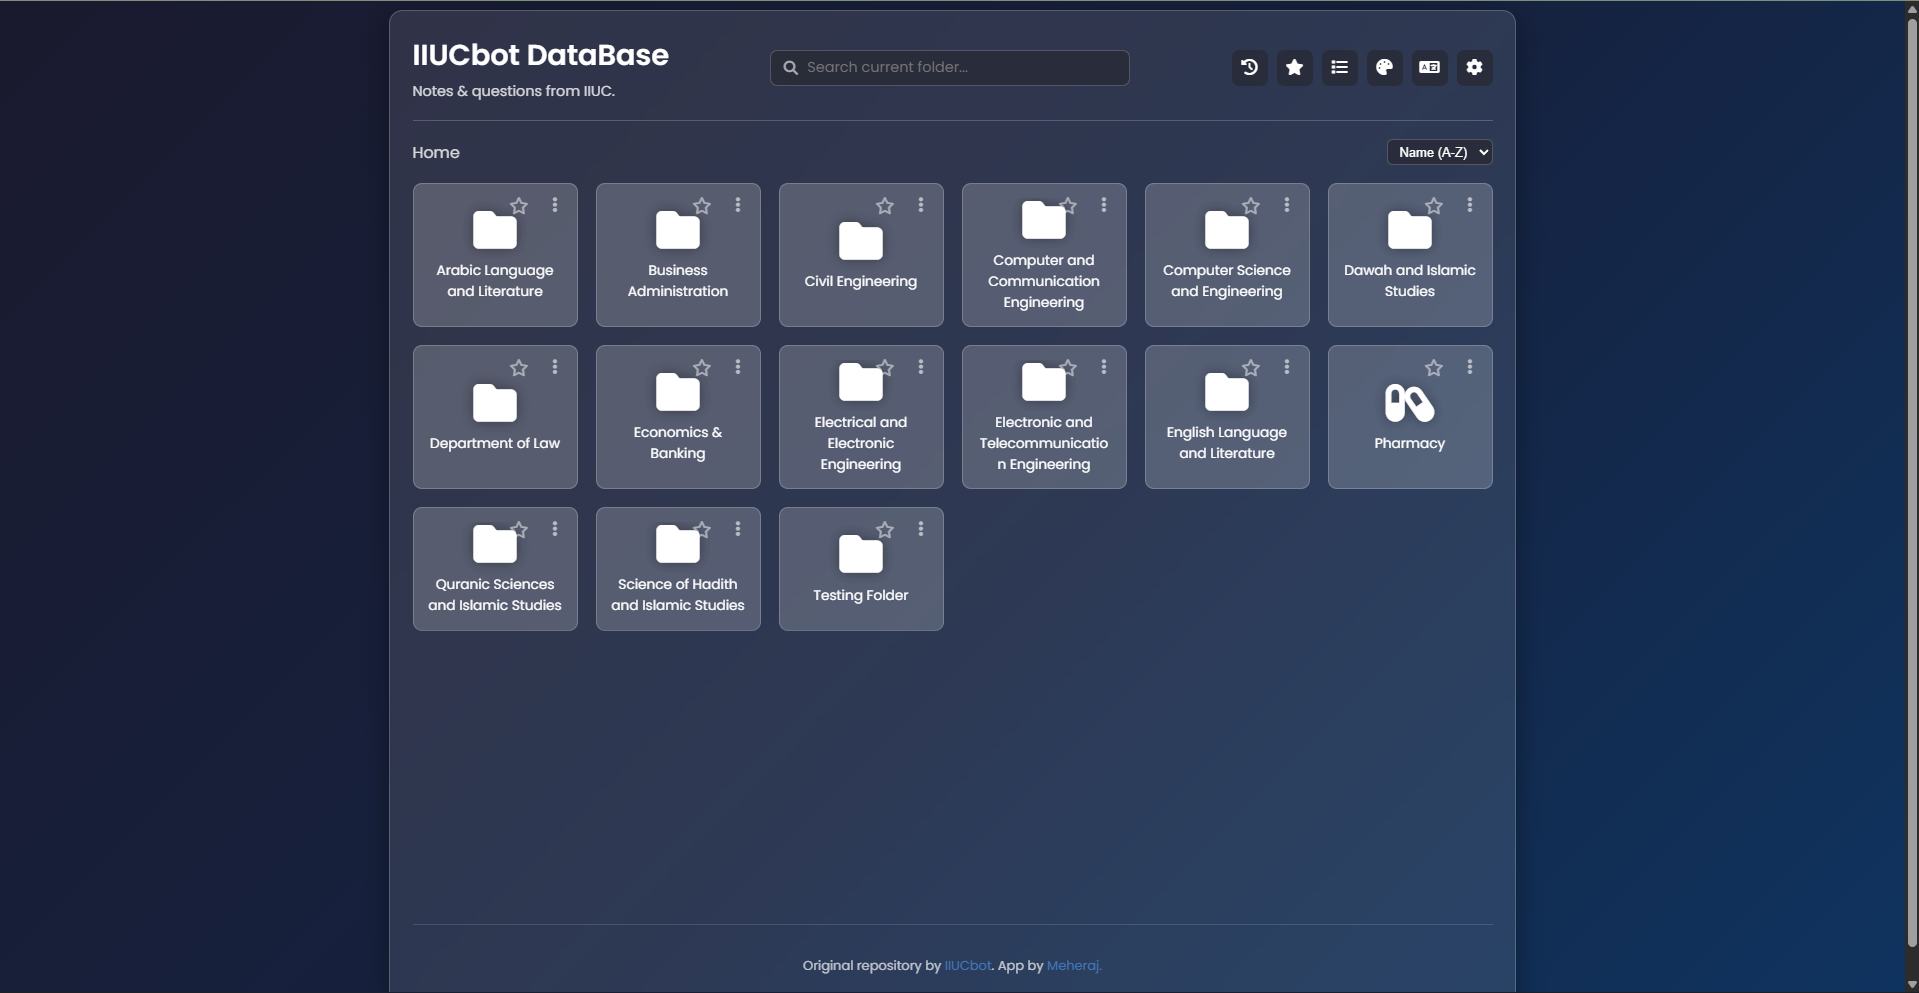 IIUCbot DataBase
Notes & questions from IIUC.
Search current folder...
Home
Name (A-Z)
Arabic Language
and Literature
Business
Administration
Civil Engineering
Computer and
Communication
Engineering
Computer Science
and Engineering
Dawah and Islamic
Studies
Department of Law
Economics &
Banking
Electrical and
Electronic
Engineering
Electronic and
Telecommunicatio
n Engineering
English Language
and Literature
Pharmacy
Quranic Sciences
and Islamic Studies
Science of Hadith
and Islamic Studies
Testing Folder
Original repository by IIUCbot. App by Meheraj.